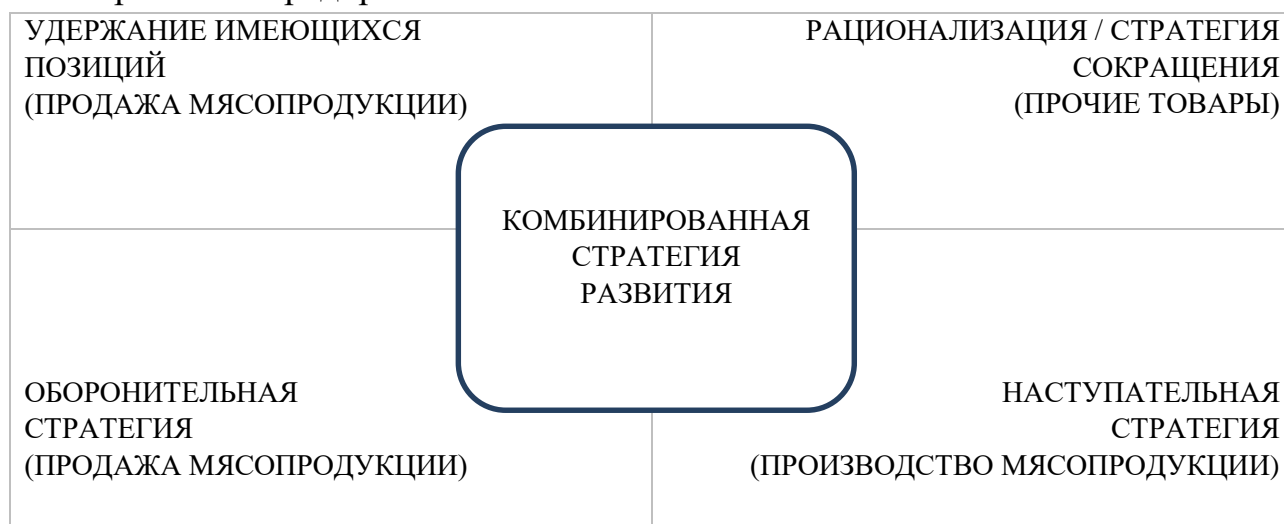 УДЕРЖАНИЕ ИМЕЮЩИХСЯ
ПОЗИЦИЙ
(ПРОДАЖА МЯСОПРОДУКЦИИ)
РАЦИОНАЛИЗАЦИЯ / СТРАТЕГИЯ
СОКРАЩЕНИЯ
(ПРОЧИЕ ТОВАРЫ)
КОМБИНИРОВАННАЯ
СТРАТЕГИЯ
РАЗВИТИЯ
ОБОРОНИТЕЛЬНАЯ
СТРАТЕГИЯ
(ПРОДАЖА МЯСОПРОДУКЦИИ)
НАСТУПАТЕЛЬНАЯ
СТРАТЕГИЯ
(ПРОИЗВОДСТВО МЯСОПРОДУКЦИИ)